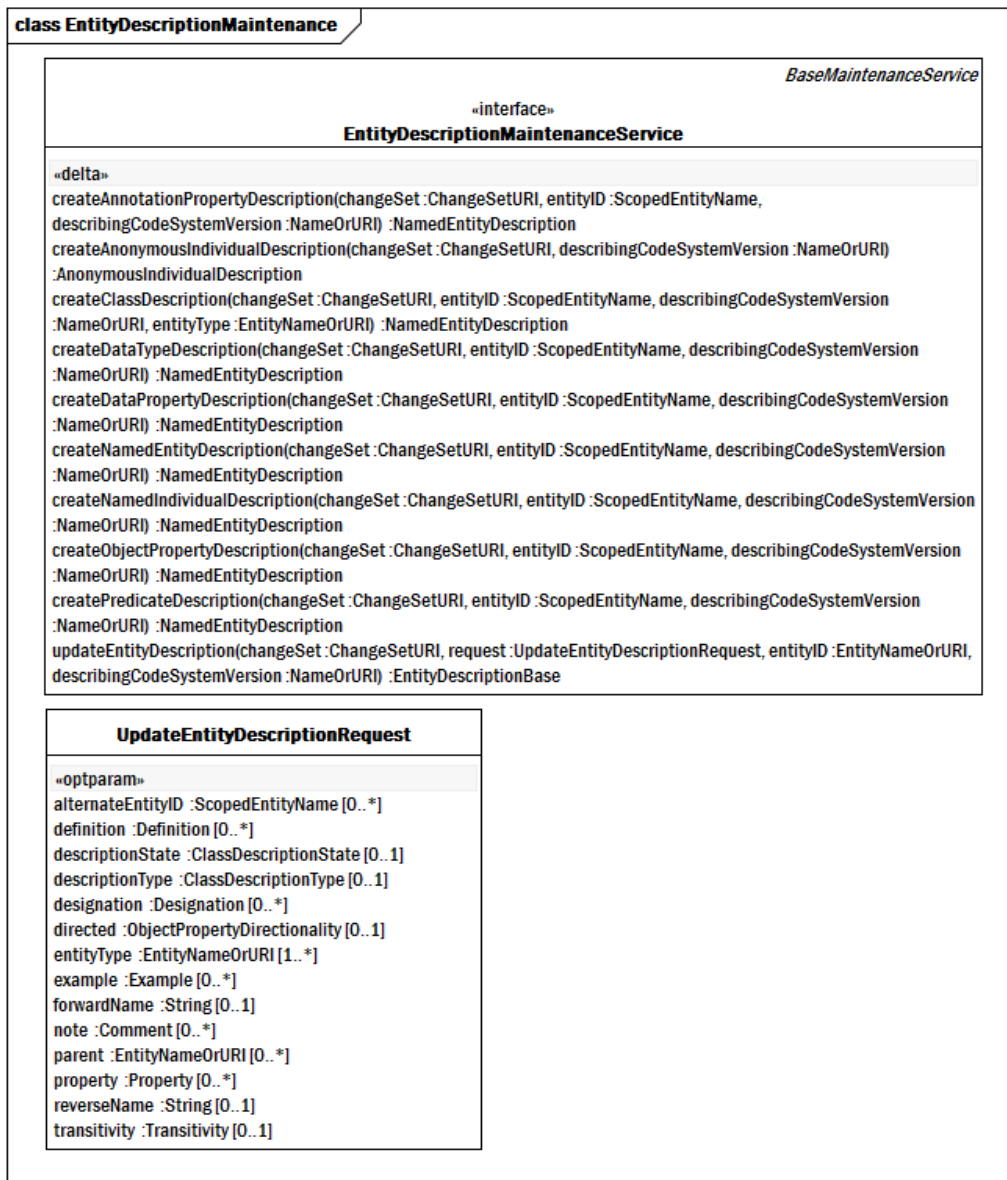 class EntityDescriptionMaintenance
BaseMaintenanceService
«interface»
EntityDescriptionMaintenanceService
«delta»
createAnnotationPropertyDescription(changeSet :ChangeSetURI, entityID :ScopedEntityName,
describingCodeSystemVersion :NameOrURI) :NamedEntityDescription
createAnonymousIndividualDescription(changeSet :ChangeSetURI, describingCodeSystemVersion :NameOrURI)
:AnonymousIndividualDescription
createClassDescription(changeSet :ChangeSetURI, entityID :ScopedEntityName, describingCodeSystemVersion
:NameOrURI, entityType :EntityNameOrURI) :NamedEntityDescription
createDataTypeDescription(changeSet :ChangeSetURI, entityID :ScopedEntityName, describingCodeSystemVersion
:NameOrURI) :NamedEntityDescription
createDataPropertyDescription(changeSet :ChangeSetURI, entityID :ScopedEntityName, describingCodeSystemVersion
:NameOrURI) :NamedEntityDescription
createNamedEntityDescription(changeSet :ChangeSetURI, entityID :ScopedEntityName, describingCodeSystemVersion
:NameOrURI) :NamedEntityDescription
createNamedIndividualDescription(changeSet :ChangeSetURI, entityID :ScopedEntityName, describingCodeSystemVersion
:NameOrURI) :NamedEntityDescription
createObjectPropertyDescription(changeSet :ChangeSetURI, entityID :ScopedEntityName, describingCodeSystemVersion
:NameOrURI) :NamedEntityDescription
createPredicateDescription(changeSet :ChangeSetURI, entityID :ScopedEntityName, describingCodeSystemVersion
:NameOrURI) :NamedEntityDescription
updateEntityDescription(changeSet :ChangeSetURI, request :UpdateEntityDescriptionRequest, entityID :EntityNameOrURI,
describingCodeSystemVersion :NameOrURI) :EntityDescriptionBase
UpdateEntityDescriptionRequest
«optparam»
alternateEntityID :ScopedEntityName [0..*]
definition :Definition [0..*]
descriptionState :ClassDescriptionState [0..1]
descriptionType :ClassDescriptionType [0..1]
designation :Designation [0..*]
directed :ObjectPropertyDirectionality [0..1]
entityType :EntityNameOrURI [1..*]
example :Example [0..*]
forwardName :String [0..1]
note :Comment [0..*]
parent :EntityNameOrURI [0..*]
property :Property [0..*]
reverseName :String [0..1]
transitivity :Transitivity [0..1]